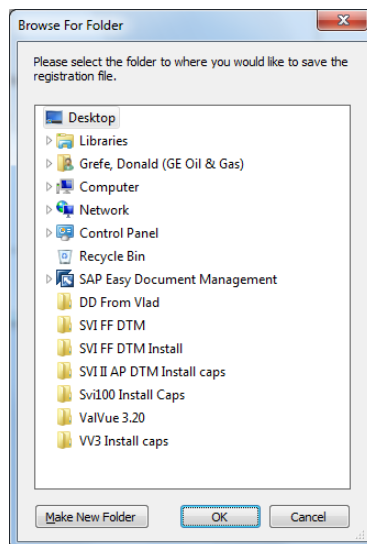 Browse For Folder
Please select the folder to where you would like to save the
registration file.
Desktop
Libraries
Grefe, Donald (GE Oil & Gas)
Computer
Network
Control Panel
Recycle Bin
SAP Easy Document Management
DD From Vlad
SVI FF DTM
SVI FF DTM Install
SVI II AP DTM Install caps
Svi100 Install Caps
ValVue 3.20
VV3 Install caps
Make New Folder OK Cancel